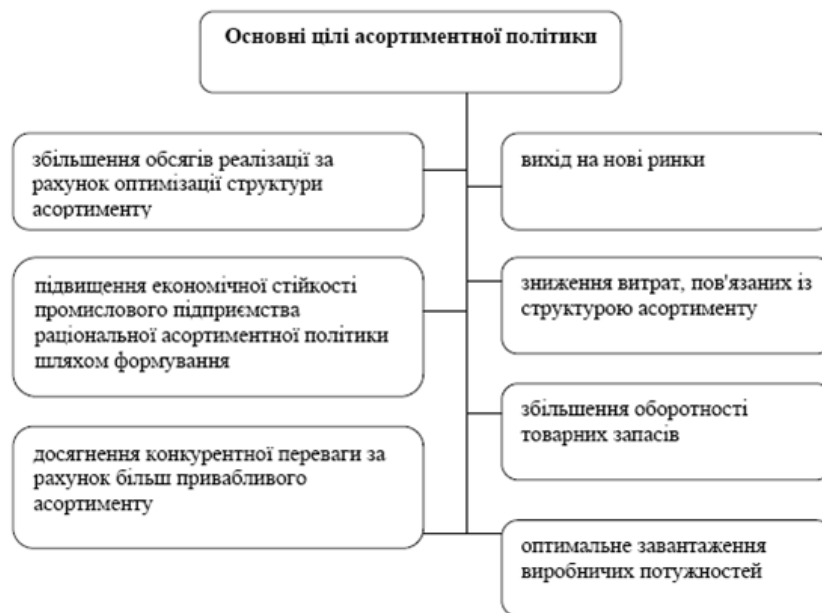 Основні цілі асортиментної політики
збільшення обсягів реалізації за
рахунок оптимізації структури
асортименту
підвищення економічної стійкості
промислового підприємства
раціональної асортиментної політики
шляхом формування
досягнення конкурентної переваги за
рахунок більш привабливого
асортименту
вихід на нові ринки
зниження витрат, пов'язаних із
структурою асортименту
збільшення оборотності
товарних запасів
оптимальне завантаження
виробничих потужностей